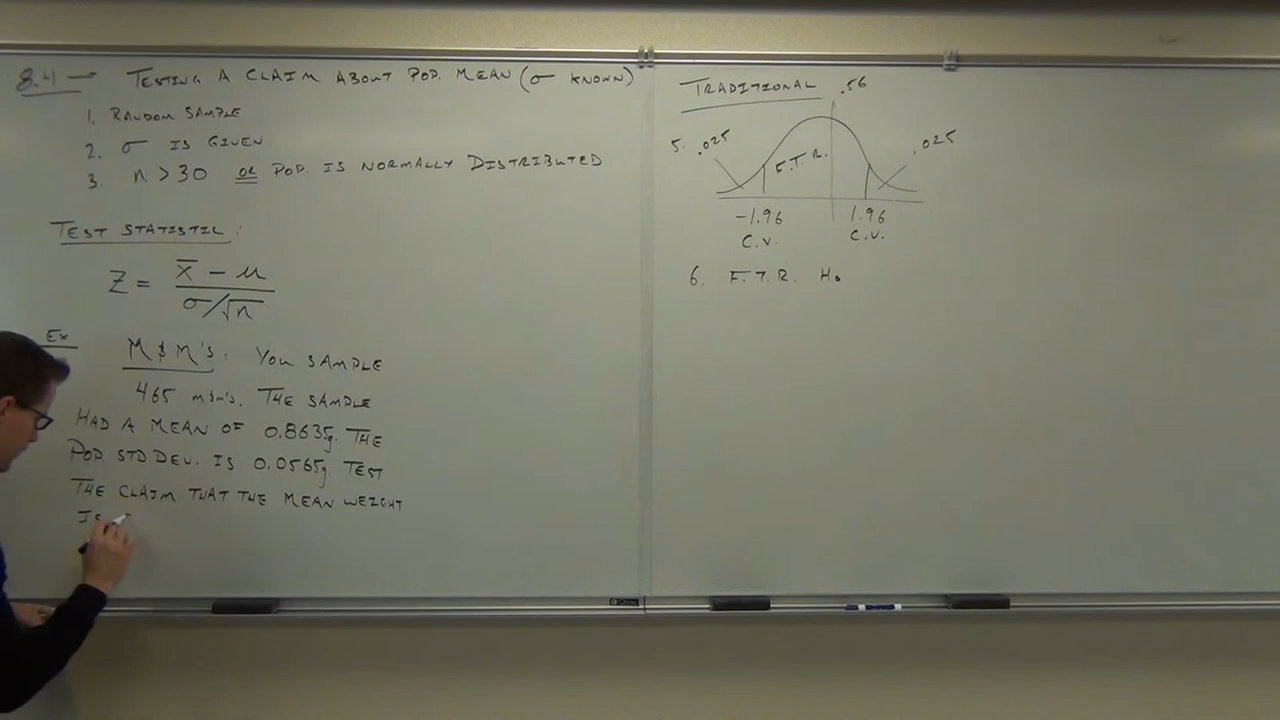 8.4 → TESTING A CLAIM ABOUT POP. MEAN (σ KNOWN)
1. RANDOM SAMPLE
2. σ IS GIVEN
3. n > 30 OR POP. IS NORMALLY DISTRIBUTED
TEST STATISTIC:
Z = (x̄ - μ) / (σ/√n)
EX
M&M'S: YOU SAMPLE
465 M&M'S. THE SAMPLE
HAD A MEAN OF 0.8635g. THE
POP STD DEV. IS 0.0565g. TEST
THE CLAIM THAT THE MEAN WEIGHT
IS
TRADITIONAL .56
5. .025 F.T.R. .025
-1.96 1.96
C.V. C.V.
6. F.T.R. H₀